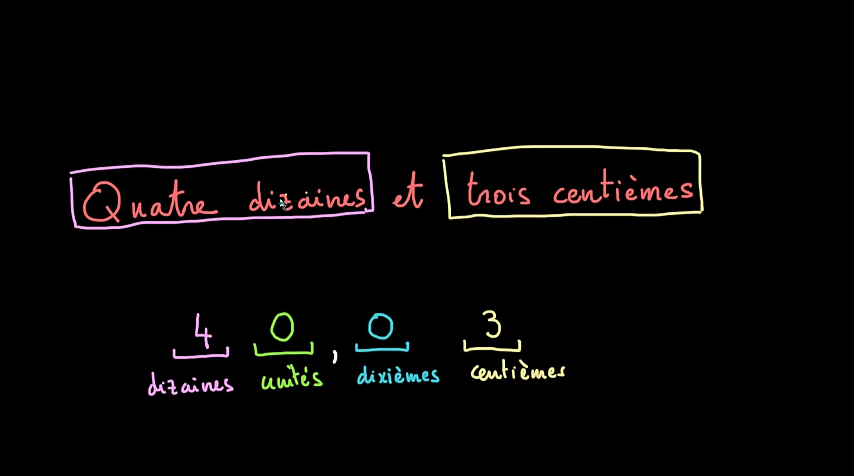 Quatre dizaines et trois centièmes
4 0 , 0 3
dizaines unités dixièmes centièmes